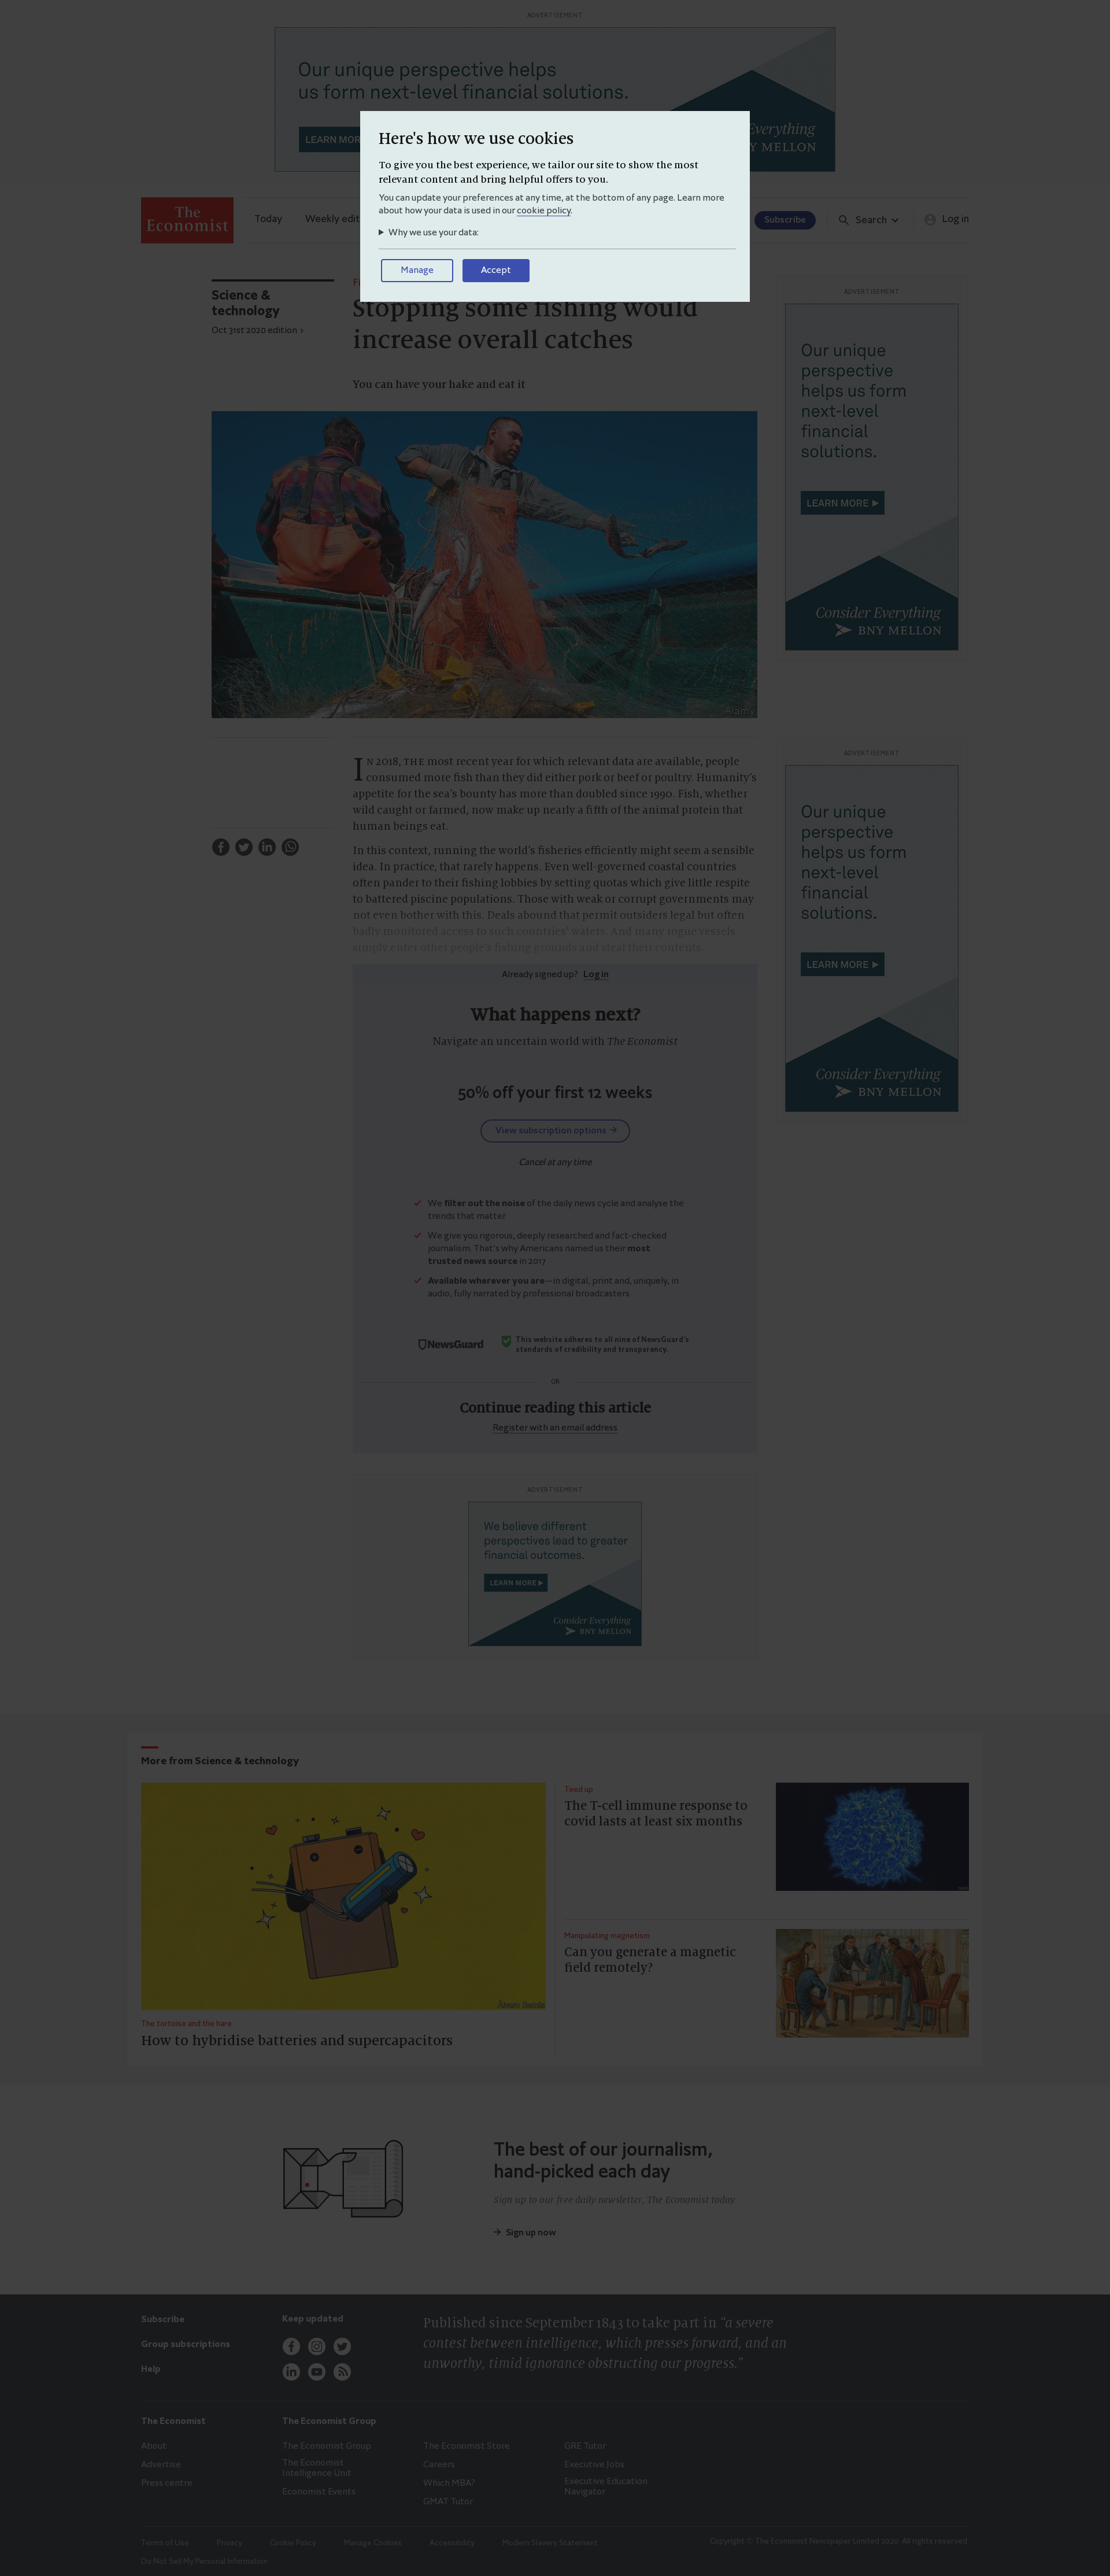 ADVERTISEMENT
Our unique perspective helps
us form next-level financial solutions.
LEARN MOR
Everything
Y MELLON
Here's how we use cookies
To give you the best experience, we tailor our site to show the most
relevant content and bring helpful offers to you.
You can update your preferences at any time, at the bottom of any page. Learn more
about how your data is used in our cookie policy.
Why we use your data:
Manage
Accept
The
Economist
Today
Weekly edit
Subscribe
Search
Log in
Science &
technology
Oct 31st 2020 edition
Stopping some fishing would
increase overall catches
You can have your hake and eat it
Alamy
ADVERTISEMENT
Our unique
perspective
helps us form
next-level
financial
solutions.
LEARN MORE
Consider Everything
BNY MELLON
IN 2018, THE most recent year for which relevant data are available, people
consumed more fish than they did either pork or beef or poultry. Humanity's
appetite for the sea's bounty has more than doubled since 1990. Fish, whether
wild caught or farmed, now make up nearly a fifth of the animal protein that
human beings eat.
In this context, running the world's fisheries efficiently might seem a sensible
idea. In practice, that rarely happens. Even well-governed coastal countries
often pander to their fishing lobbies by setting quotas which give little respite
to battered piscine populations. Those with weak or corrupt governments may
not even bother with this. Deals abound that permit outsiders legal but often
badly monitored access to such countries' waters. And many rogue vessels
simply enter other people's fishing grounds and steal their contents.
ADVERTISEMENT
Our unique
perspective
helps us form
next-level
financial
solutions.
LEARN MORE
Consider Everything
BNY MELLON
Already signed up? Log in
What happens next?
Navigate an uncertain world with The Economist
50% off your first 12 weeks
View subscription options
Cancel at any time
We filter out the noise of the daily news cycle and analyse the
trends that matter
We give you rigorous, deeply researched and fact-checked
journalism. That's why Americans named us their most
trusted news source in 2017
Available wherever you are—in digital, print and, uniquely, in
audio, fully narrated by professional broadcasters
NewsGuard
This website adheres to all nine of NewsGuard's
standards of credibility and transparency.
OR
Continue reading this article
Register with an email address
ADVERTISEMENT
We believe different
perspectives lead to greater
financial outcomes.
LEARN MORE
Consider Everything
BNY MELLON
More from Science & technology
The tortoise and the hare
How to hybridise batteries and supercapacitors
T-eed up
The T-cell immune response to
covid lasts at least six months
Manipulating magnetism
Can you generate a magnetic
field remotely?
The best of our journalism,
hand-picked each day
Sign up to our free daily newsletter, The Economist today
Sign up now
Subscribe
Group subscriptions
Help
Keep updated
Published since September 1843 to take part in “a severe
contest between intelligence, which presses forward, and an
unworthy, timid ignorance obstructing our progress.”
The Economist
About
Advertise
Press centre
The Economist Group
The Economist Group
The Economist
Intelligence Unit
Economist Events
The Economist Store
Careers
Which MBA?
GMAT Tutor
GRE Tutor
Executive Jobs
Executive Education
Navigator
Terms of Use
Privacy
Cookie Policy
Manage Cookies
Accessibility
Modern Slavery Statement
Do Not Sell My Personal Information
Copyright © The Economist Newspaper Limited 2020. All rights reserved.